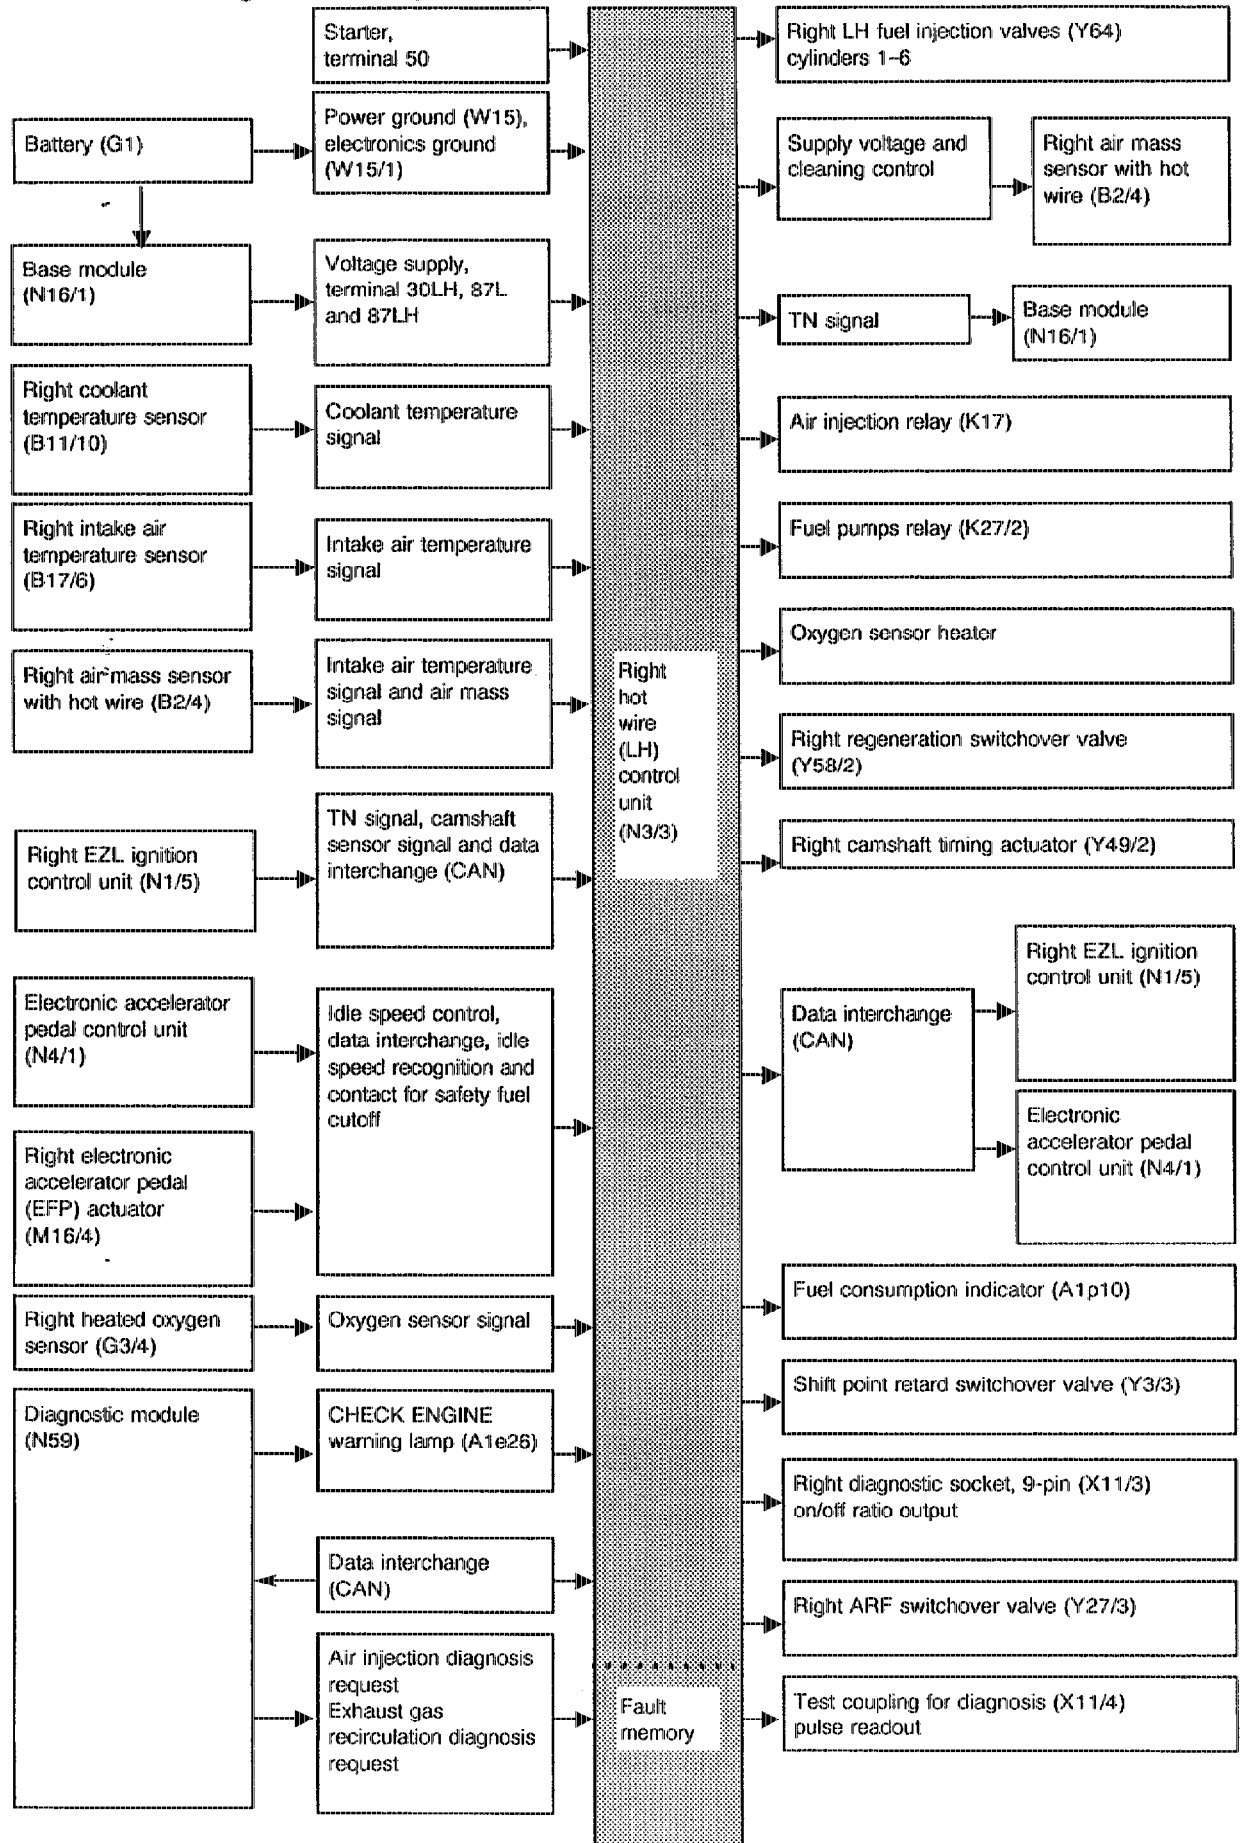 Starter,
terminal 50
Battery (G1)
Power ground (W15),
electronics ground
(W15/1)
Base module
(N16/1)
Voltage supply,
terminal 30LH, 87L
and 87LH
Right coolant
temperature sensor
(B11/10)
Coolant temperature
signal
Right intake air
temperature sensor
(B17/6)
Intake air temperature
signal
Right air mass sensor
with hot wire (B2/4)
Intake air temperature
signal and air mass
signal
Right EZL ignition
control unit (N1/5)
TN signal, camshaft
sensor signal and data
interchange (CAN)
Electronic accelerator
pedal control unit
(N4/1)
Idle speed control,
data interchange, idle
speed recognition and
contact for safety fuel
cutoff
Right electronic
accelerator pedal
(EFP) actuator
(M16/4)
Right heated oxygen
sensor (G3/4)
Oxygen sensor signal
Diagnostic module
(N59)
CHECK ENGINE
warning lamp (A1e26)
Data interchange
(CAN)
Air injection diagnosis
request
Exhaust gas
recirculation diagnosis
request
Right
hot
wire
(LH)
control
unit
(N3/3)
Fault
memory
Right LH fuel injection valves (Y64)
cylinders 1–6
Supply voltage and
cleaning control
Right air mass
sensor with hot
wire (B2/4)
TN signal
Base module
(N16/1)
Air injection relay (K17)
Fuel pumps relay (K27/2)
Oxygen sensor heater
Right regeneration switchover valve
(Y58/2)
Right camshaft timing actuator (Y49/2)
Data interchange
(CAN)
Right EZL ignition
control unit (N1/5)
Electronic
accelerator pedal
control unit (N4/1)
Fuel consumption indicator (A1p10)
Shift point retard switchover valve (Y3/3)
Right diagnostic socket, 9-pin (X11/3)
on/off ratio output
Right ARF switchover valve (Y27/3)
Test coupling for diagnosis (X11/4)
pulse readout